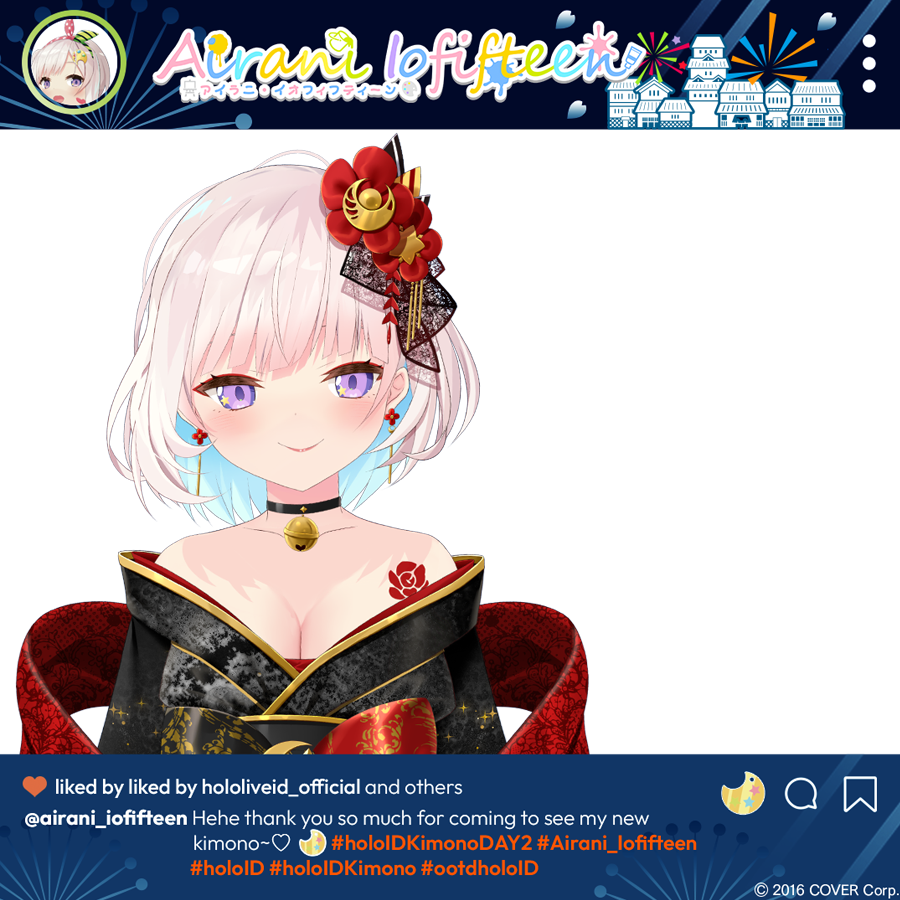 Airani Iofifteen
アイラニ・イオフィフティーン
liked by liked by hololiveid_official and others
@airani_iofifteen Hehe thank you so much for coming to see my new
kimono~♡ #holoIDKimonoDAY2 #Airani_Iofifteen
#holoID #holoIDKimono #ootdholoID
© 2016 COVER Corp.